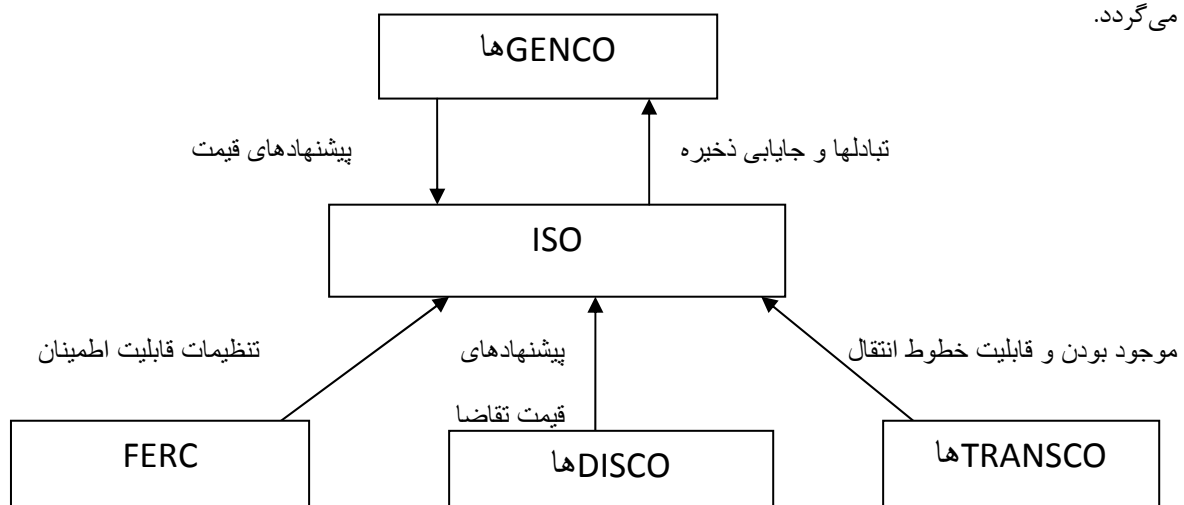 می‌گردد.
GENCOها
پیشنهادهای قیمت
تبادلها و جایابی ذخیره
ISO
تنظیمات قابلیت اطمینان
پیشنهادهای
قیمت تقاضا
موجود بودن و قابلیت خطوط انتقال
FERC
DISCOها
TRANSCOها